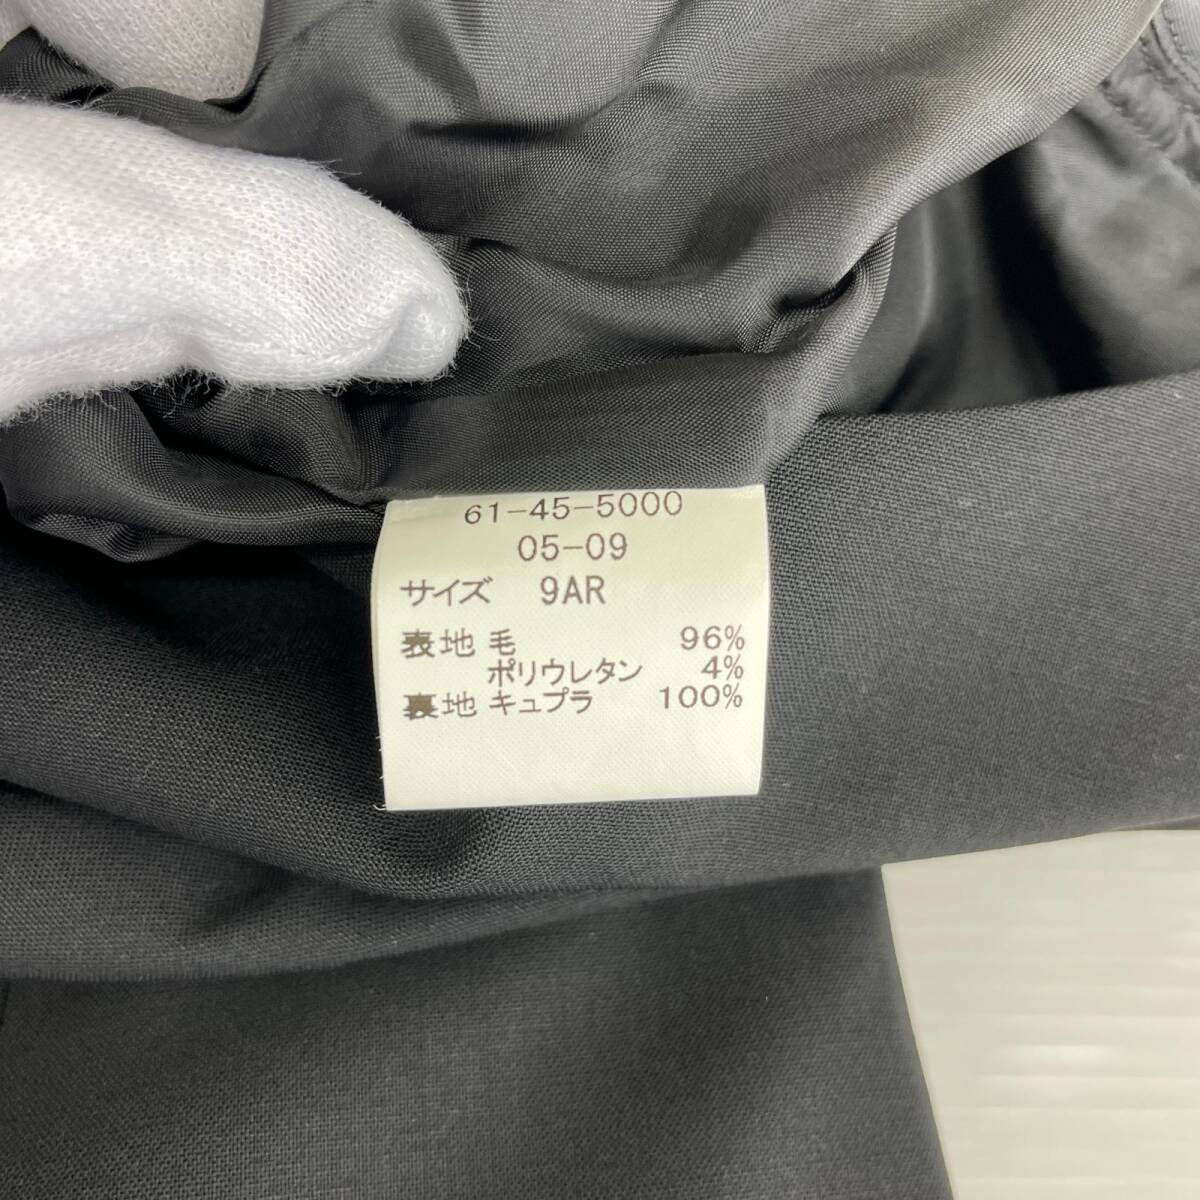 61-45-5000
05-09
サイズ 9AR
表地 毛 96%
ポリウレタン 4%
裏地 キュプラ 100%